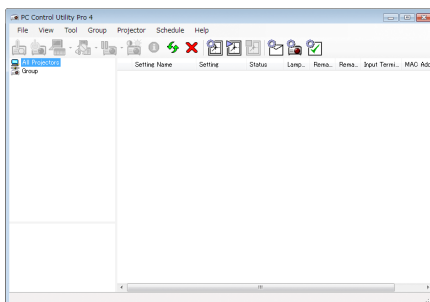 PC Control Utility Pro 4
File View Tool Group Projector Schedule Help
Setting Name Setting Status Lamp... Rema... Rema... Input Termi... MAC Add
All Projectors
Group